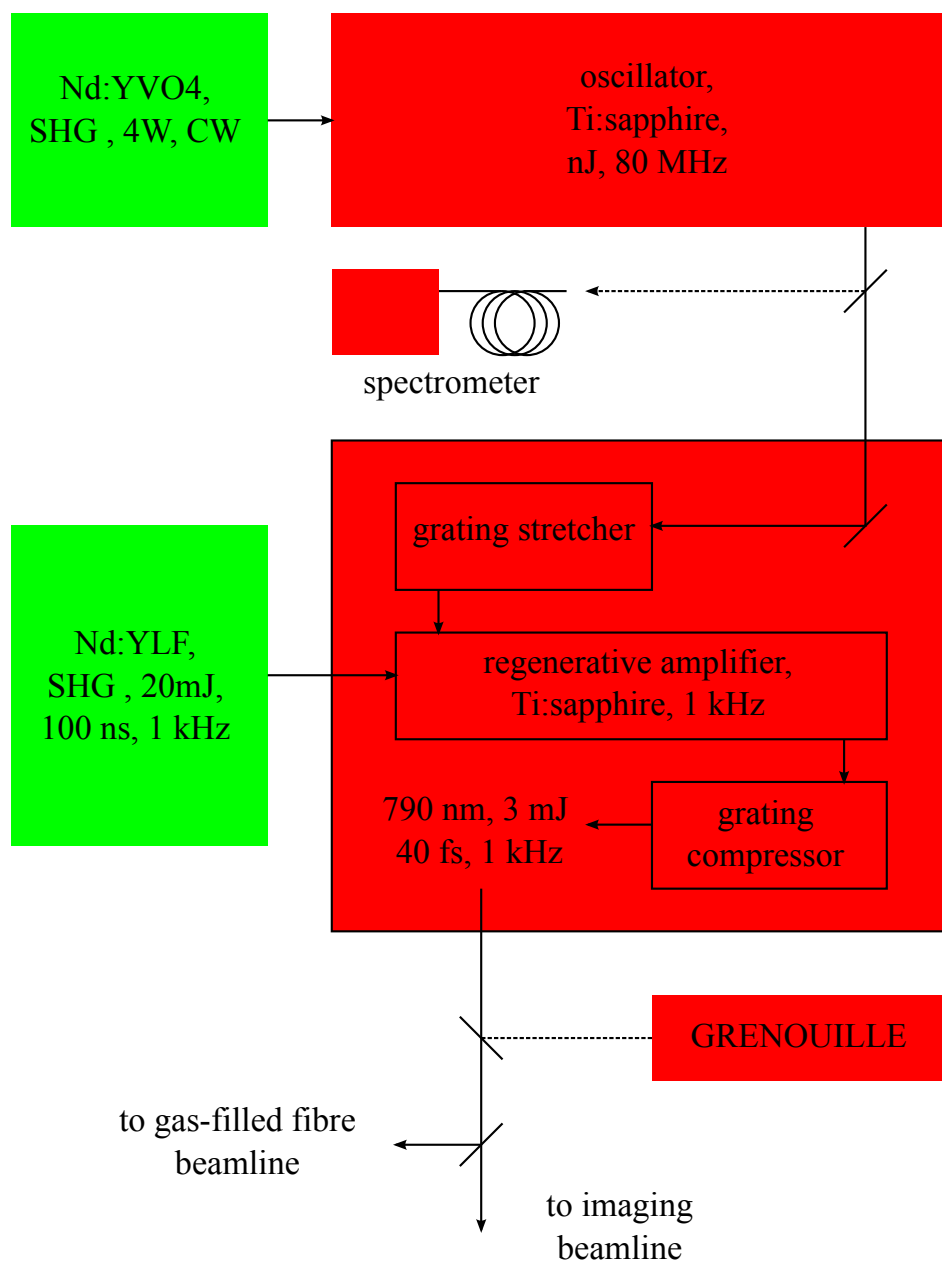 Nd:YVO4,
SHG , 4W, CW
oscillator,
Ti:sapphire,
nJ, 80 MHz
spectrometer
grating stretcher
Nd:YLF,
SHG , 20mJ,
100 ns, 1 kHz
regenerative amplifier,
Ti:sapphire, 1 kHz
790 nm, 3 mJ
40 fs, 1 kHz
grating
compressor
GRENOUILLE
to gas-filled fibre
beamline
to imaging
beamline